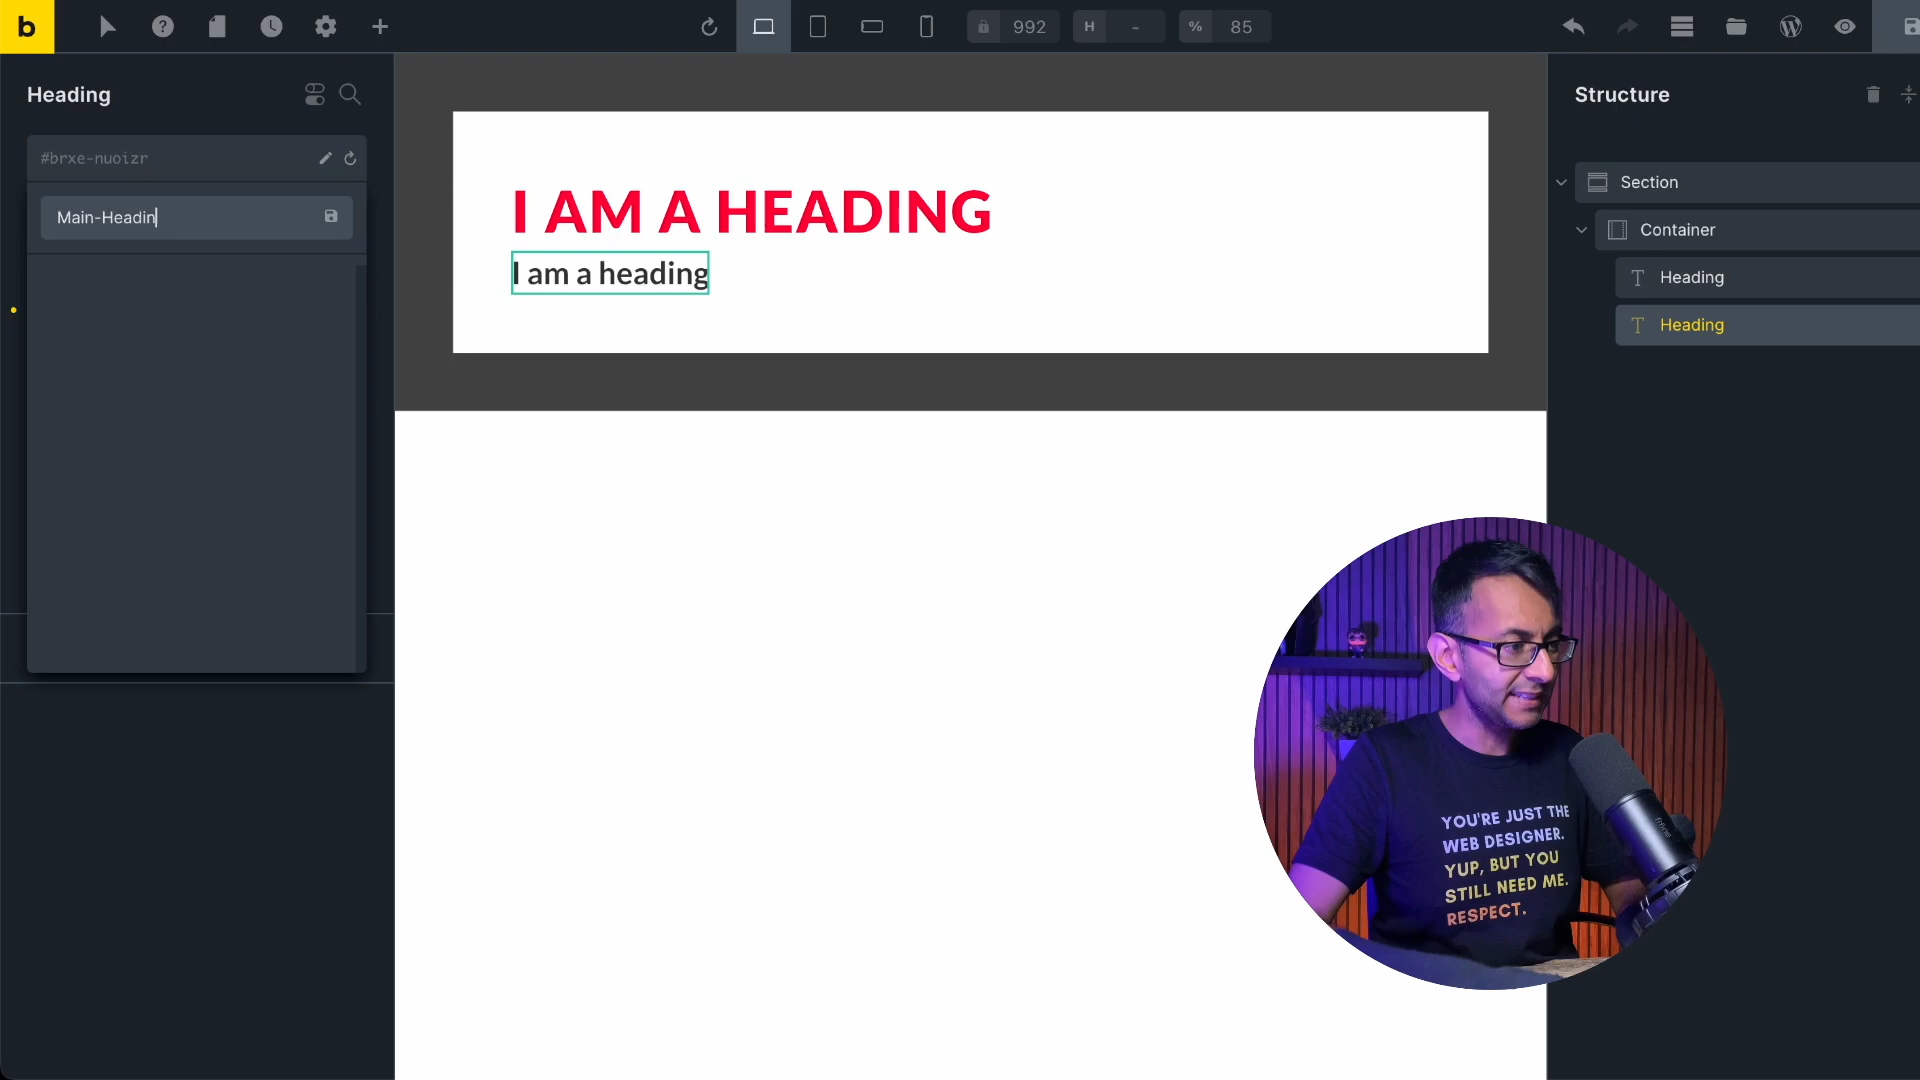 b
992
H
-
%
85
Heading
#brxe-nuoizr
Main-Headin
I AM A HEADING
I am a heading
Structure
Section
Container
Heading
Heading
YOU'RE JUST THE
WEB DESIGNER.
YUP, BUT YOU
STILL NEED ME.
RESPECT.